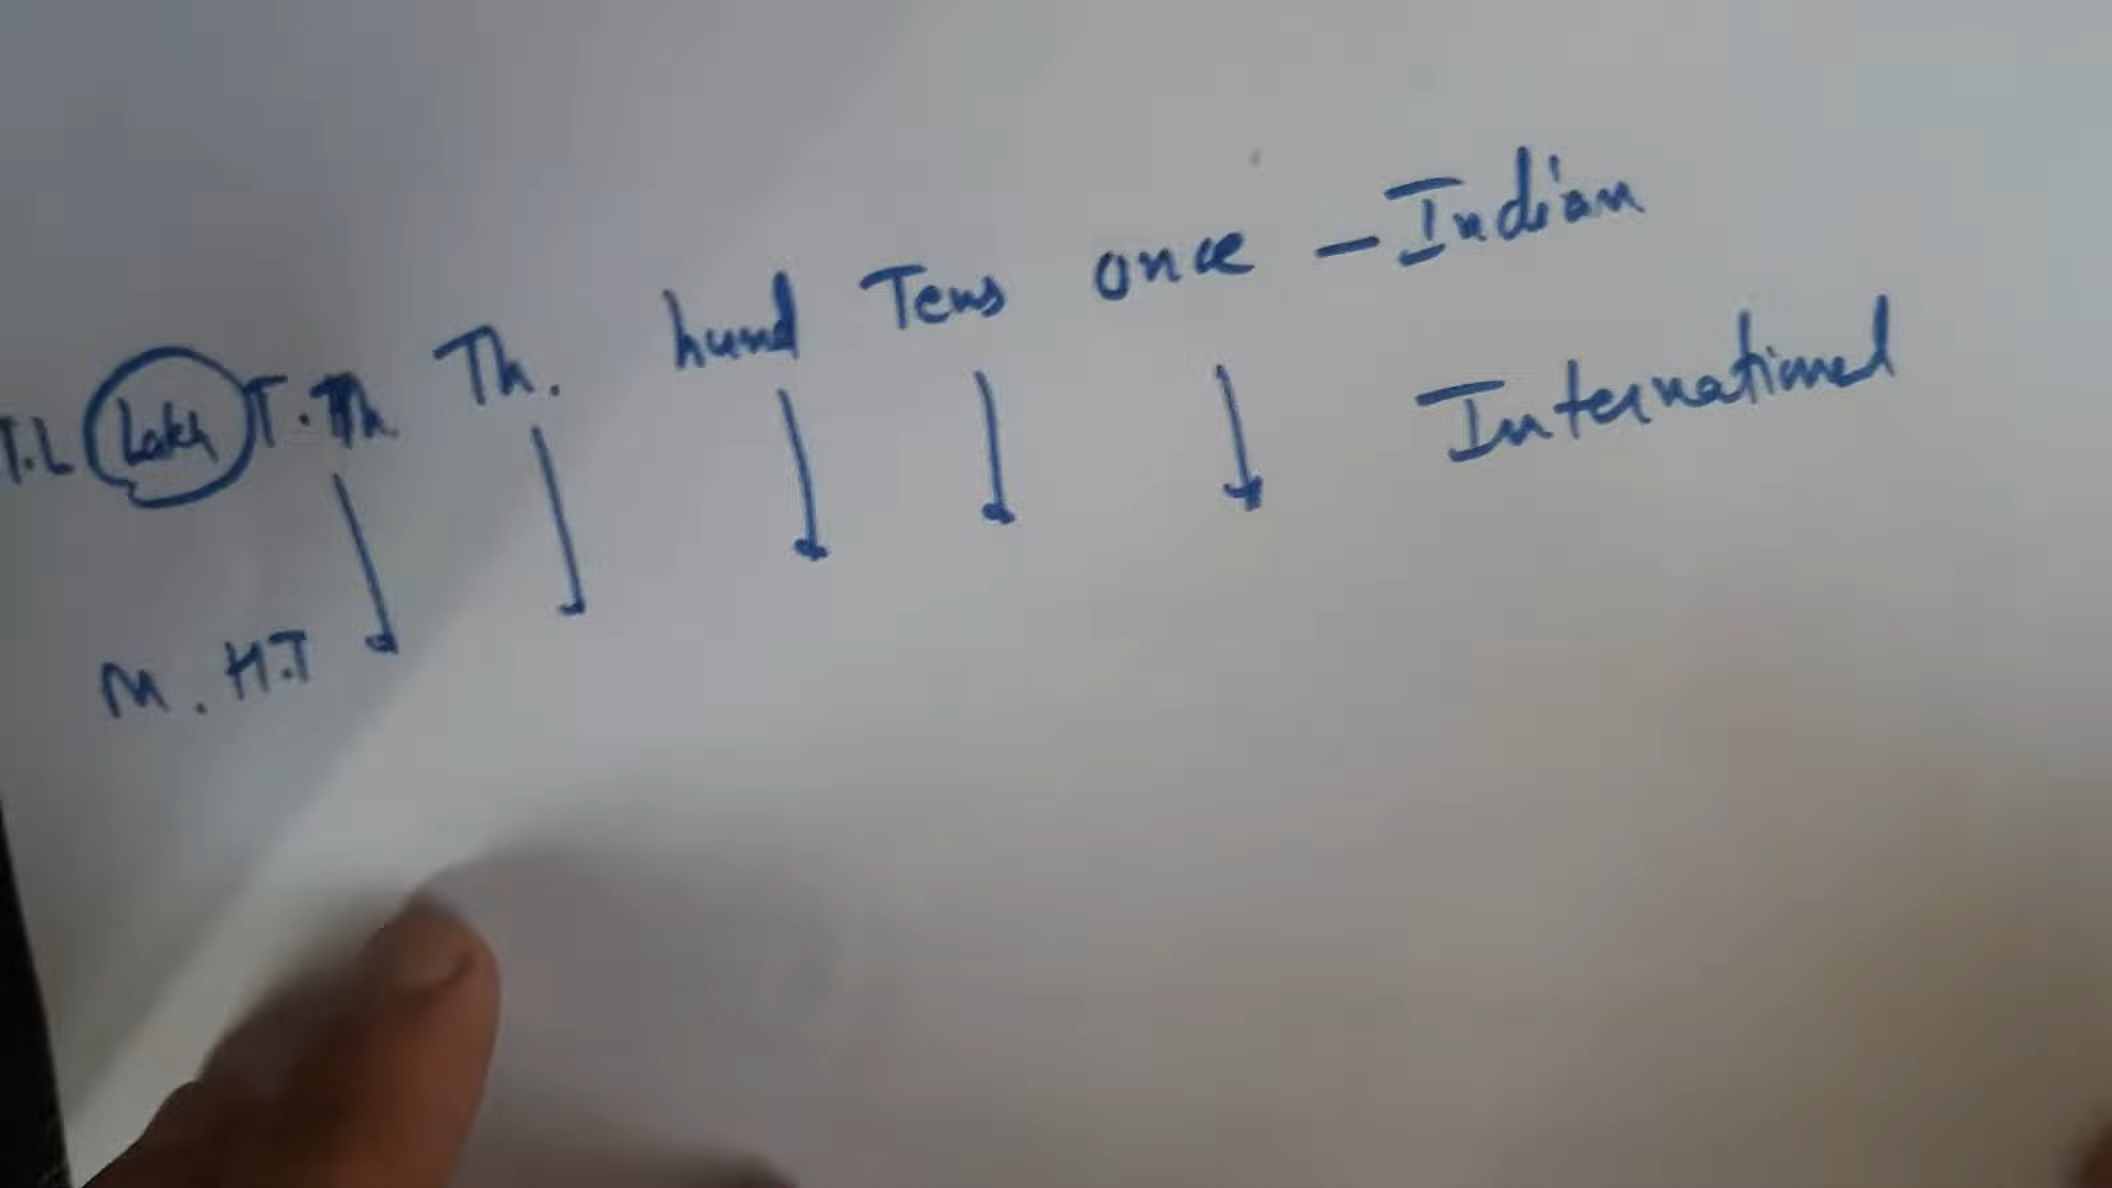 T.L Lakh T.Th Th. hund Tens once - Indian
International
M. H.T